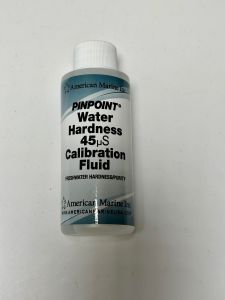 American Marine Inc.
PINPOINT®
Water
Hardness
45µS
Calibration
Fluid
FRESHWATER HARDNESS/PURITY
American Marine Inc.
WWW.AMERICANMARINEUSA.COM